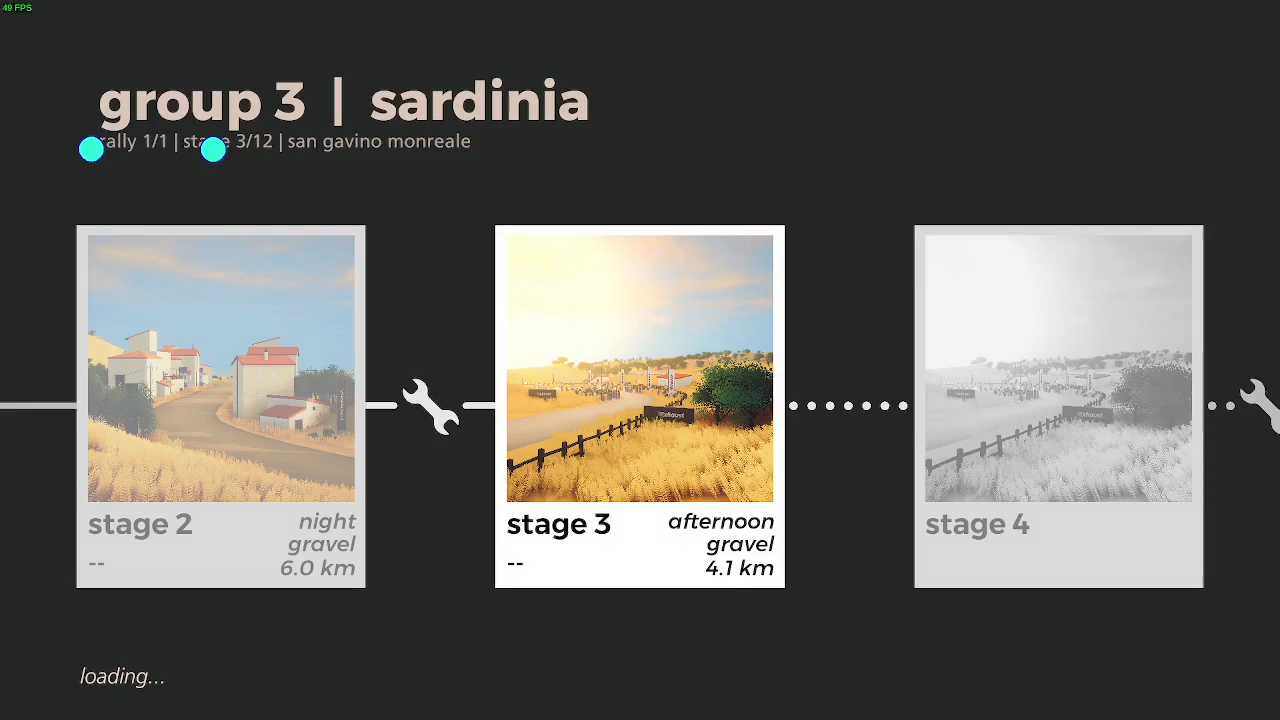 49 FPS
group 3 | sardinia
rally 1/1 | stage 3/12 | san gavino monreale
stage 2
night
gravel
--
6.0 km
stage 3
afternoon
gravel
--
4.1 km
stage 4
loading...